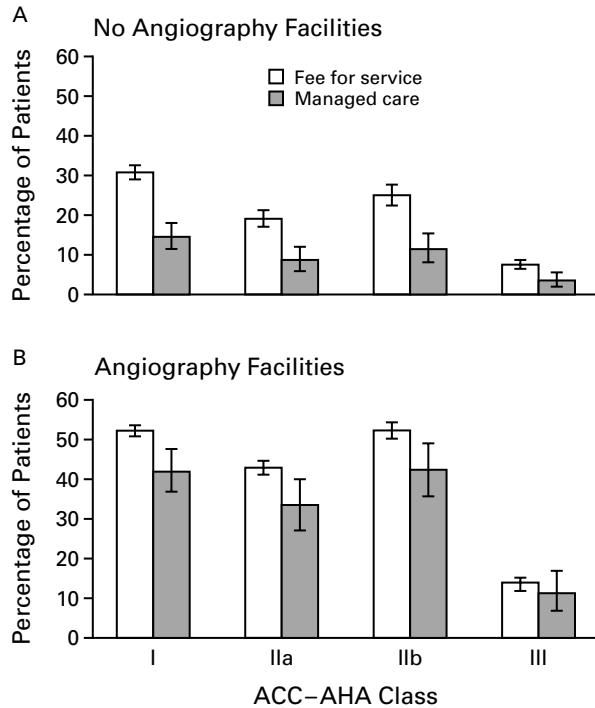 A
No Angiography Facilities
Percentage of Patients
60
50
40
30
20
10
0
Fee for service
Managed care
B
Angiography Facilities
Percentage of Patients
60
50
40
30
20
10
0
I IIa IIb III
ACC–AHA Class